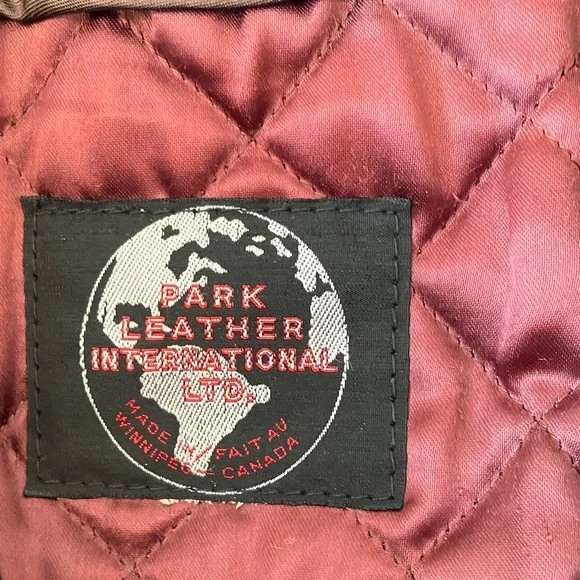 PARK
LEATHER
INTERNATIONAL
LTD.
MADE IN/FAIT AU
WINNIPEG—CANADA